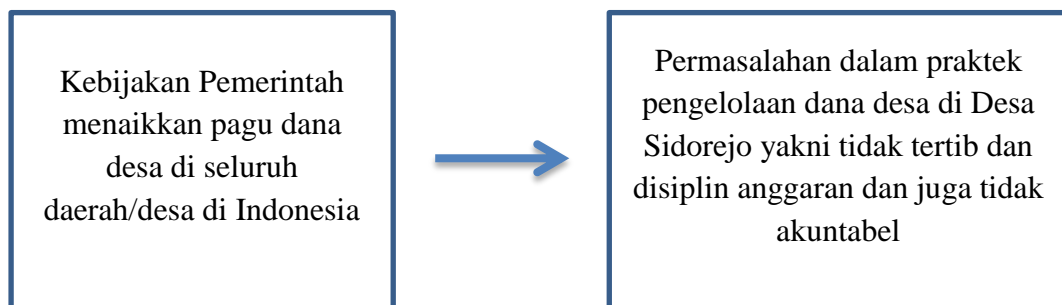 Kebijakan Pemerintah
menaikkan pagu dana
desa di seluruh
daerah/desa di Indonesia
Permasalahan dalam praktek
pengelolaan dana desa di Desa
Sidorejo yakni tidak tertib dan
disiplin anggaran dan juga tidak
akuntabel